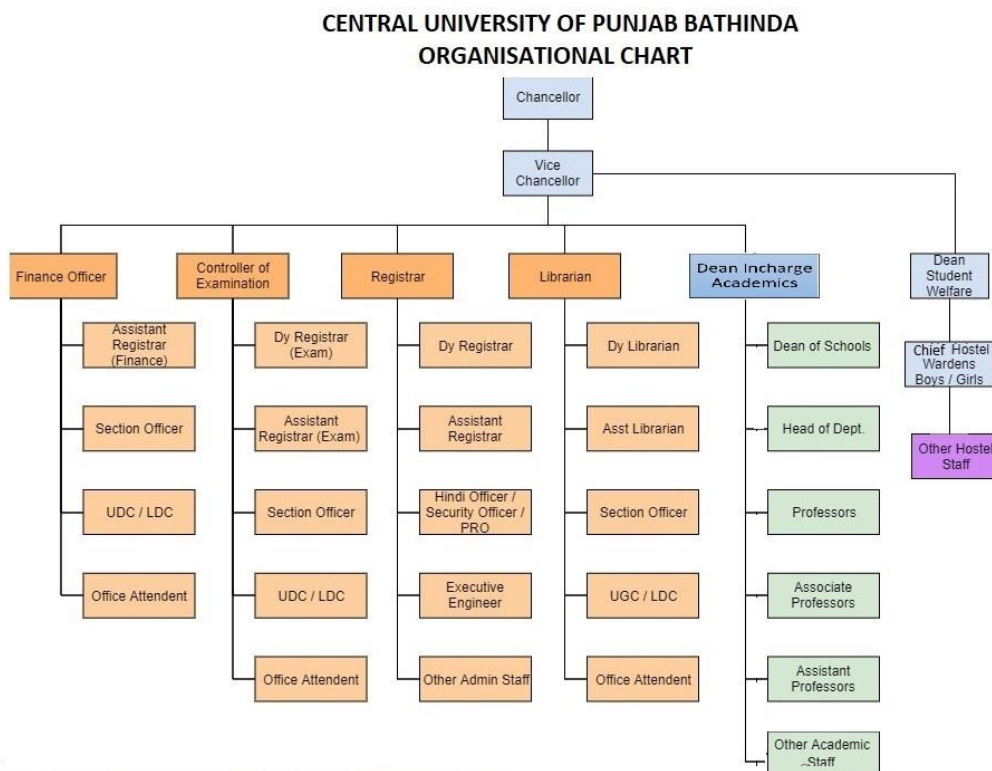 CENTRAL UNIVERSITY OF PUNJAB BATHINDA
ORGANISATIONAL CHART
Chancellor
Vice
Chancellor
Finance Officer
Controller of
Examination
Registrar
Librarian
Dean Incharge
Academics
Dean
Student
Welfare
Assistant
Registrar
(Finance)
Dy Registrar
(Exam)
Dy Registrar
Dy Librarian
Dean of Schools
Chief Hostel
Wardens
Boys / Girls
Section Officer
Assistant
Registrar (Exam)
Assistant
Registrar
Asst Librarian
Head of Dept.
Other Hostel
Staff
UDC / LDC
Section Officer
Hindi Officer /
Security Officer /
PRO
Section Officer
Professors
Office Attendent
UDC / LDC
Executive
Engineer
UGC / LDC
Associate
Professors
Office Attendent
Other Admin Staff
Office Attendent
Assistant
Professors
Other Academic
Staff